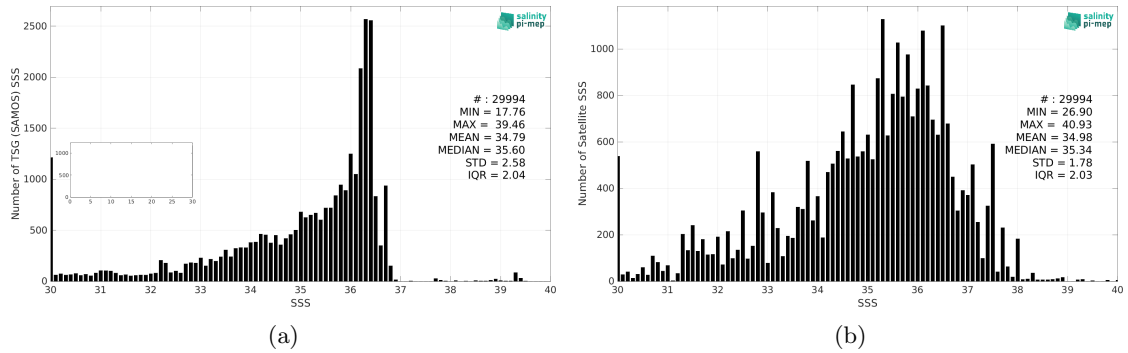 2500
2000
1500
1000
500
0
Number of TSG (SAMOS) SSS
salinity
pi-mep
# : 29994
MIN = 17.76
MAX = 39.46
MEAN = 34.79
MEDIAN = 35.60
STD = 2.58
IQR = 2.04
1000
500
0
0 5 10 15 20 25 30
30 31 32 33 34 35 36 37 38 39 40
SSS
(a)
1000
800
600
400
200
0
Number of Satellite SSS
salinity
pi-mep
# : 29994
MIN = 26.90
MAX = 40.93
MEAN = 34.98
MEDIAN = 35.34
STD = 1.78
IQR = 2.03
30 31 32 33 34 35 36 37 38 39 40
SSS
(b)